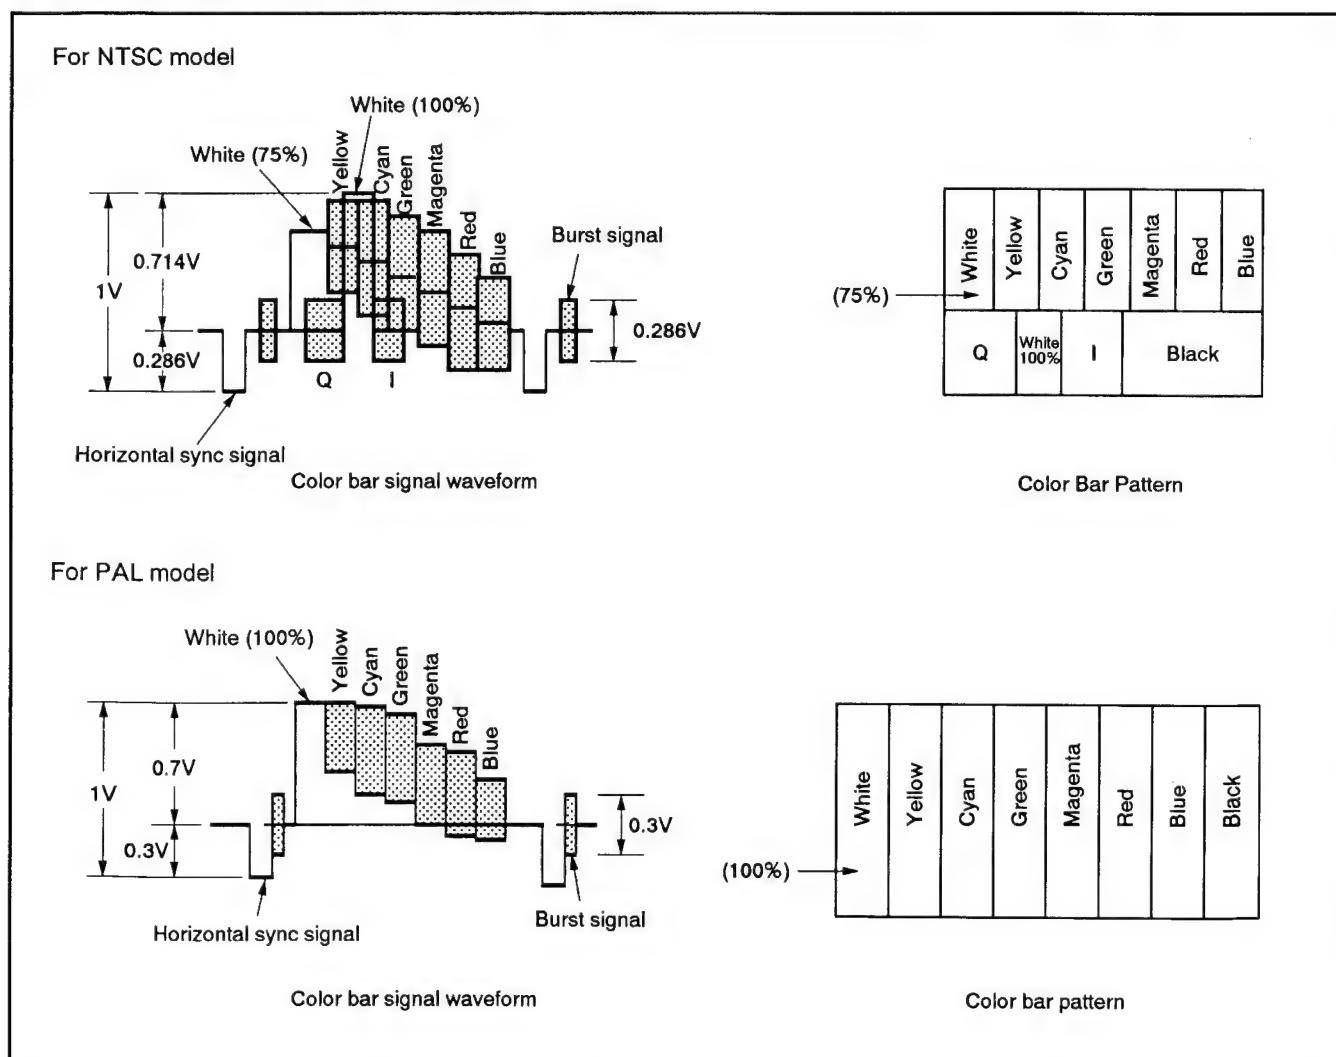 For NTSC model
White (100%)
White (75%)
Yellow
Cyan
Green
Magenta
Red
Blue
Burst signal
0.714V
1V
0.286V
0.286V
Q
I
Horizontal sync signal
Color bar signal waveform
White
Yellow
Cyan
Green
Magenta
Red
Blue
(75%)
Q
White
100%
I
Black
Color Bar Pattern
For PAL model
White (100%)
Yellow
Cyan
Green
Magenta
Red
Blue
0.7V
1V
0.3V
0.3V
Burst signal
Horizontal sync signal
Color bar signal waveform
White
Yellow
Cyan
Green
Magenta
Red
Blue
Black
(100%)
Color bar pattern